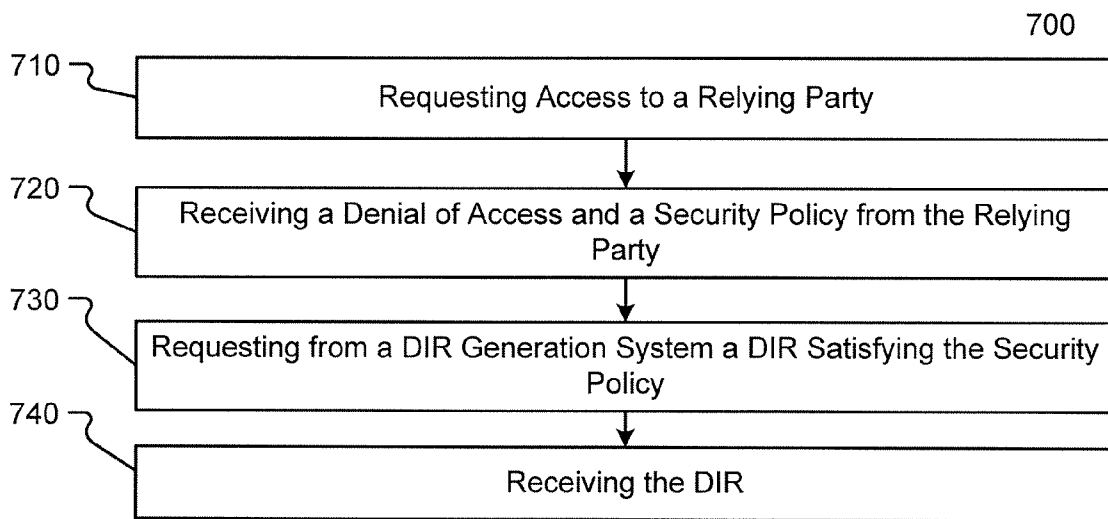 700
710
Requesting Access to a Relying Party
720
Receiving a Denial of Access and a Security Policy from the Relying
Party
730
Requesting from a DIR Generation System a DIR Satisfying the Security
Policy
740
Receiving the DIR